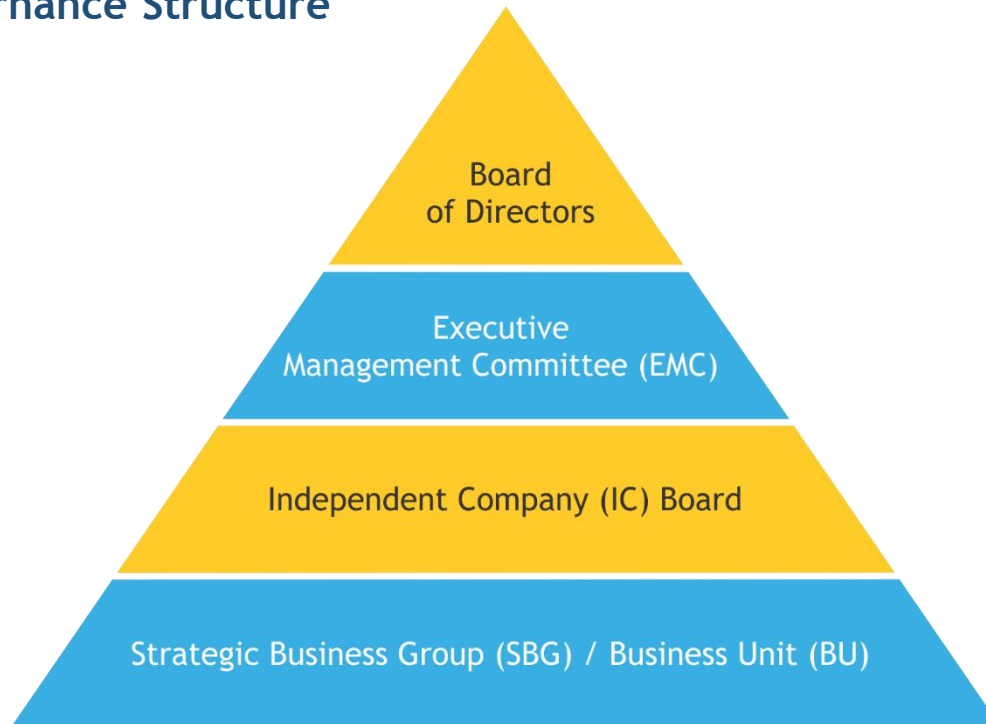 Structure
Board
of Directors
Executive
Management Committee (EMC)
Independent Company (IC) Board
Strategic Business Group (SBG) / Business Unit (BU)